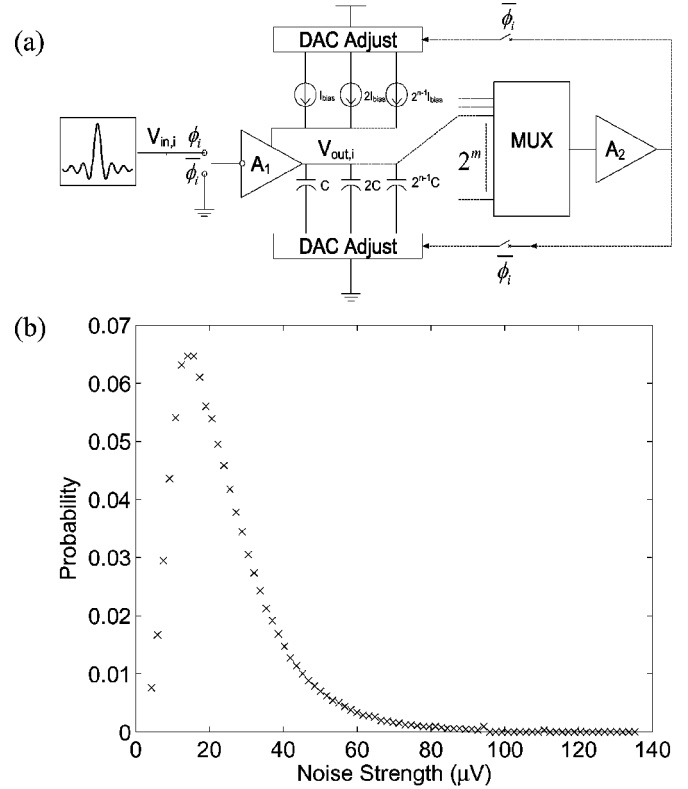 (a)
DAC Adjust
ϕ̅i
Ibias 2Ibias 2ⁿ⁻¹Ibias
Vin,i ϕi
ϕ̅i
A1
Vout,i
C 2C 2ⁿ⁻¹C
2ᵐ
MUX
A2
DAC Adjust
ϕ̅i
(b)
0.07
0.06
0.05
0.04
0.03
0.02
0.01
0
Probability
0 20 40 60 80 100 120 140
Noise Strength (μV)